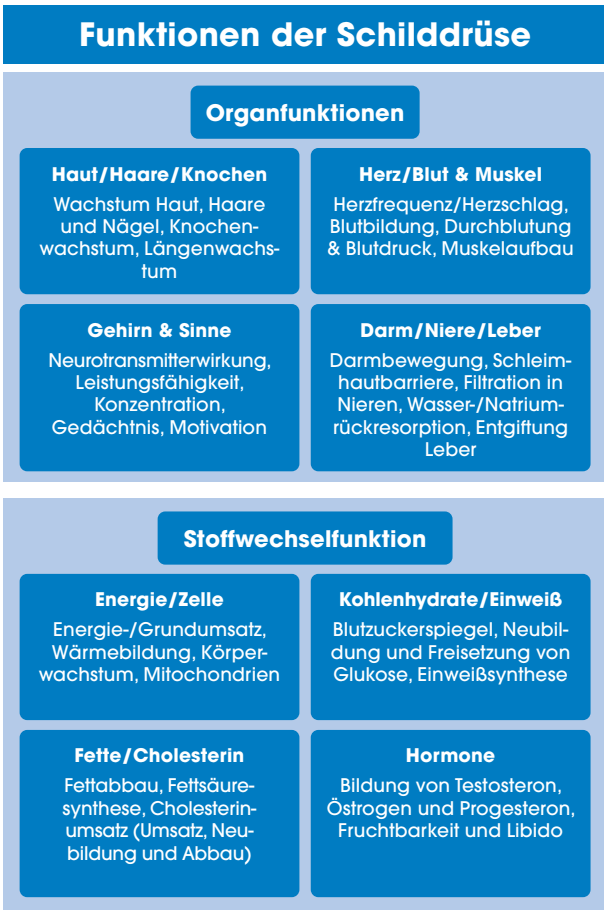 Funktionen der Schilddrüse
Organfunktionen
Haut/Haare/Knochen
Wachstum Haut, Haare
und Nägel, Knochen-
wachstum, Längenwachs-
tum
Herz/Blut & Muskel
Herzfrequenz/Herzschlag,
Blutbildung, Durchblutung
& Blutdruck, Muskelaufbau
Gehirn & Sinne
Neurotransmitterwirkung,
Leistungsfähigkeit,
Konzentration,
Gedächtnis, Motivation
Darm/Niere/Leber
Darmbewegung, Schleim-
hautbarriere, Filtration in
Nieren, Wasser-/Natrium-
rückresorption, Entgiftung
Leber
Stoffwechselfunktion
Energie/Zelle
Energie-/Grundumsatz,
Wärmebildung, Körper-
wachstum, Mitochondrien
Kohlenhydrate/Einweiß
Blutzuckerspiegel, Neubil-
dung und Freisetzung von
Glukose, Einweißsynthese
Fette/Cholesterin
Fettabbau, Fettsäure-
synthese, Cholesterin-
umsatz (Umsatz, Neu-
bildung und Abbau)
Hormone
Bildung von Testosteron,
Östrogen und Progesteron,
Fruchtbarkeit und Libido